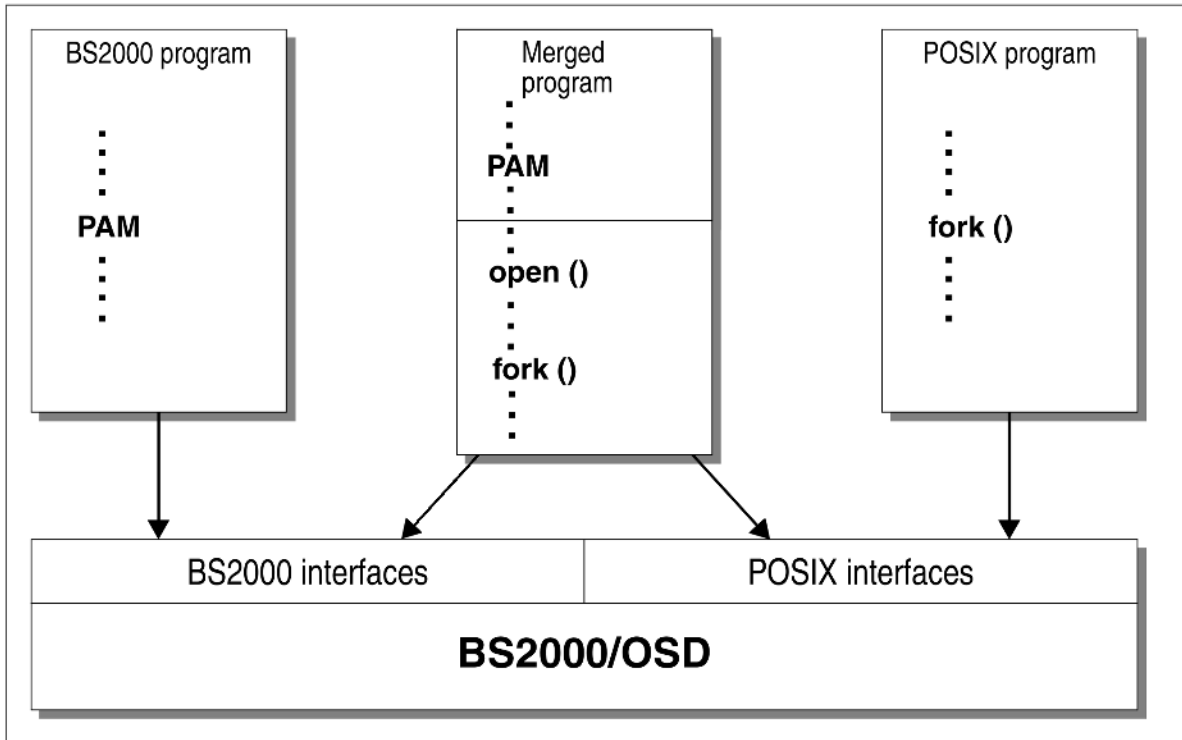 BS2000 program
PAM
Merged
program
PAM
open ()
fork ()
POSIX program
fork ()
BS2000 interfaces
POSIX interfaces
BS2000/OSD